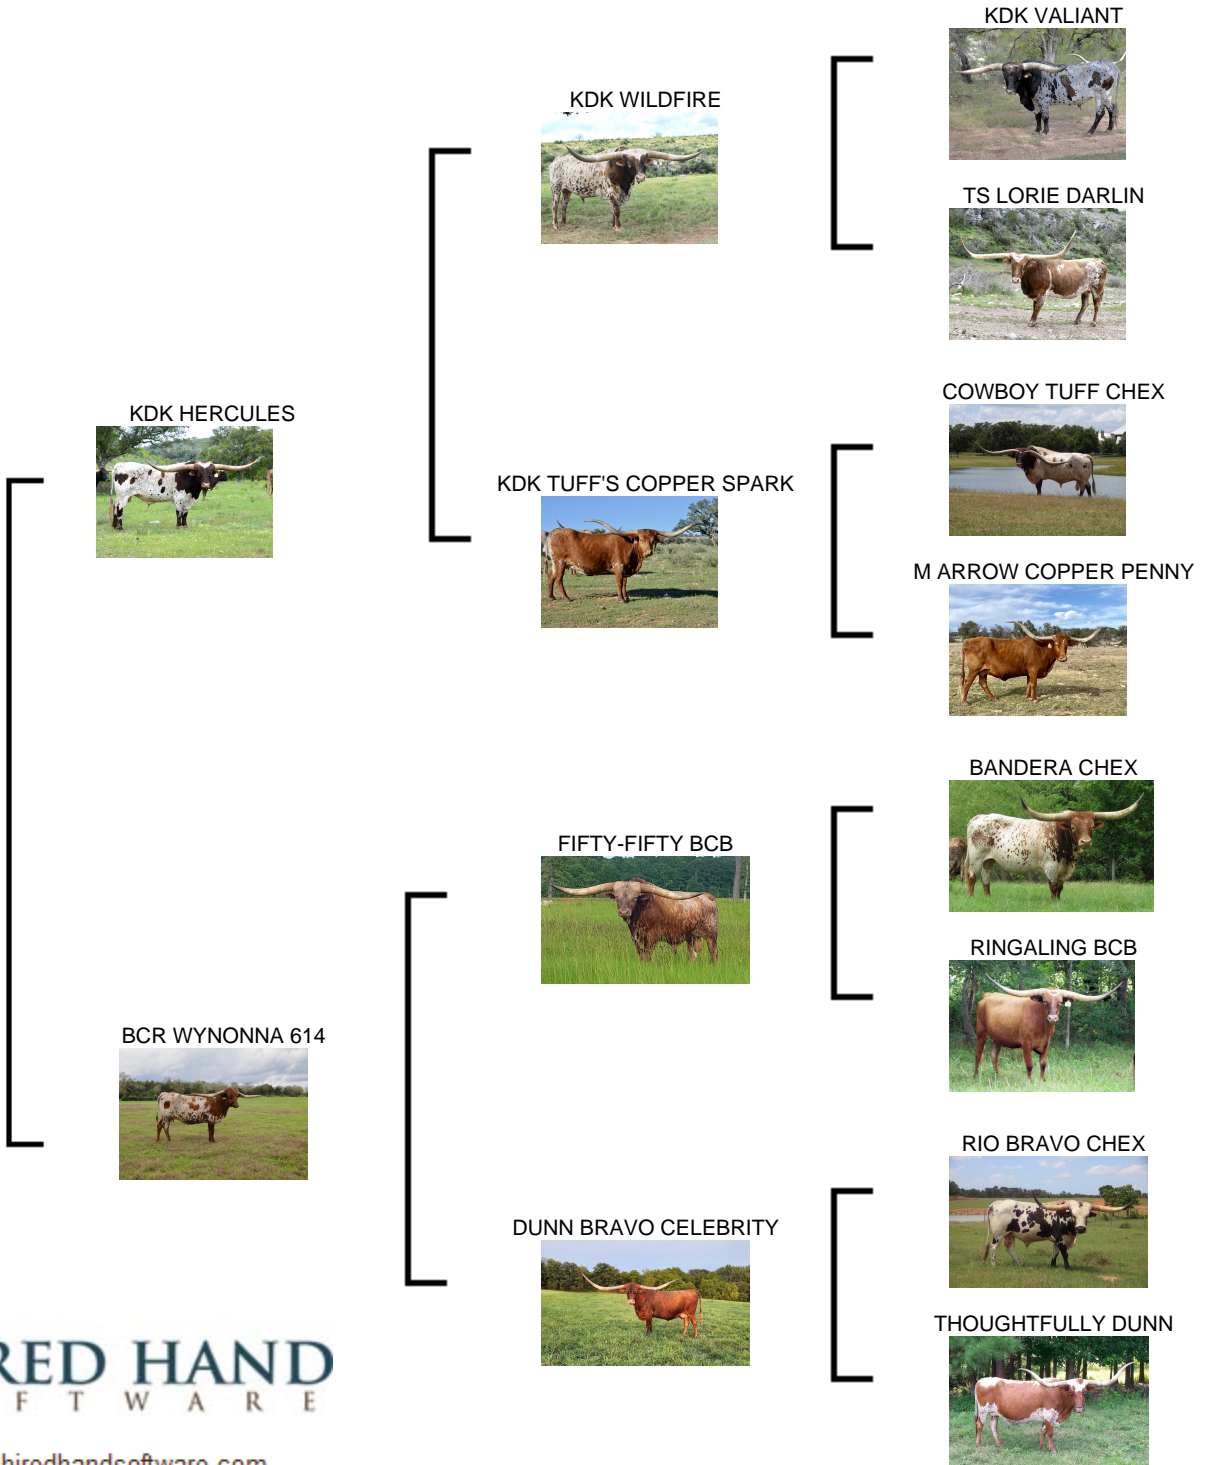 KDK VALIANT
KDK WILDFIRE
TS LORIE DARLIN
COWBOY TUFF CHEX
KDK HERCULES
KDK TUFF'S COPPER SPARK
M ARROW COPPER PENNY
BANDERA CHEX
FIFTY-FIFTY BCB
RINGALING BCB
BCR WYNONNA 614
RIO BRAVO CHEX
DUNN BRAVO CELEBRITY
THOUGHTFULLY DUNN
RED HAND
F T W A R E
hiredhandsoftware.com